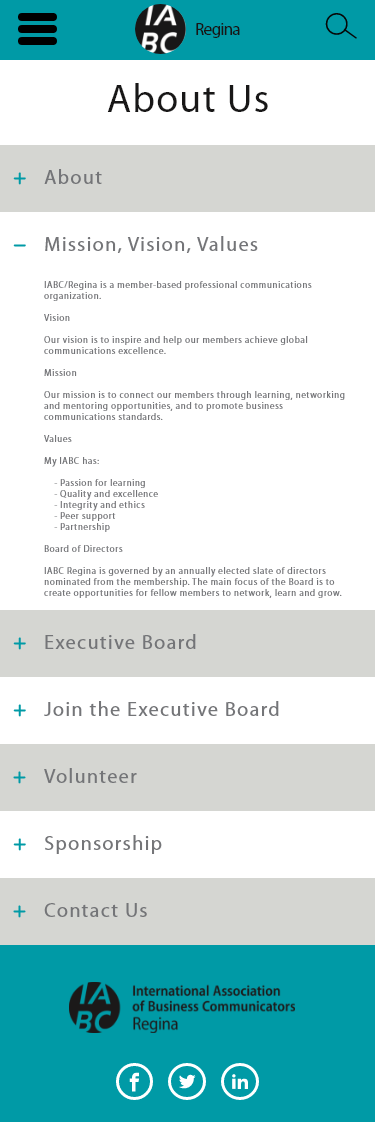 IABC Regina
About Us
+ About
− Mission, Vision, Values
IABC/Regina is a member-based professional communications
organization.
Vision
Our vision is to inspire and help our members achieve global
communications excellence.
Mission
Our mission is to connect our members through learning, networking
and mentoring opportunities, and to promote business
communications standards.
Values
My IABC has:
- Passion for learning
- Quality and excellence
- Integrity and ethics
- Peer support
- Partnership
Board of Directors
IABC Regina is governed by an annually elected slate of directors
nominated from the membership. The main focus of the Board is to
create opportunities for fellow members to network, learn and grow.
+ Executive Board
+ Join the Executive Board
+ Volunteer
+ Sponsorship
+ Contact Us
IABC
International Association
of Business Communicators
Regina
f in